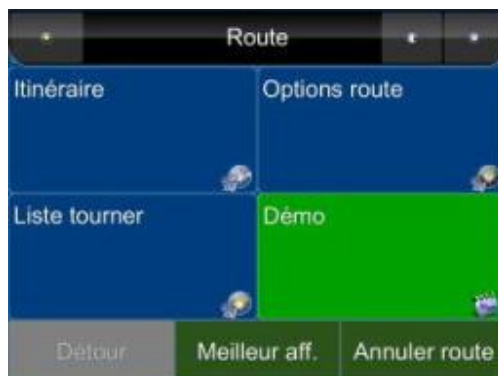 Route
Itinéraire
Options route
Liste tourner
Démo
Détour
Meilleur aff.
Annuler route